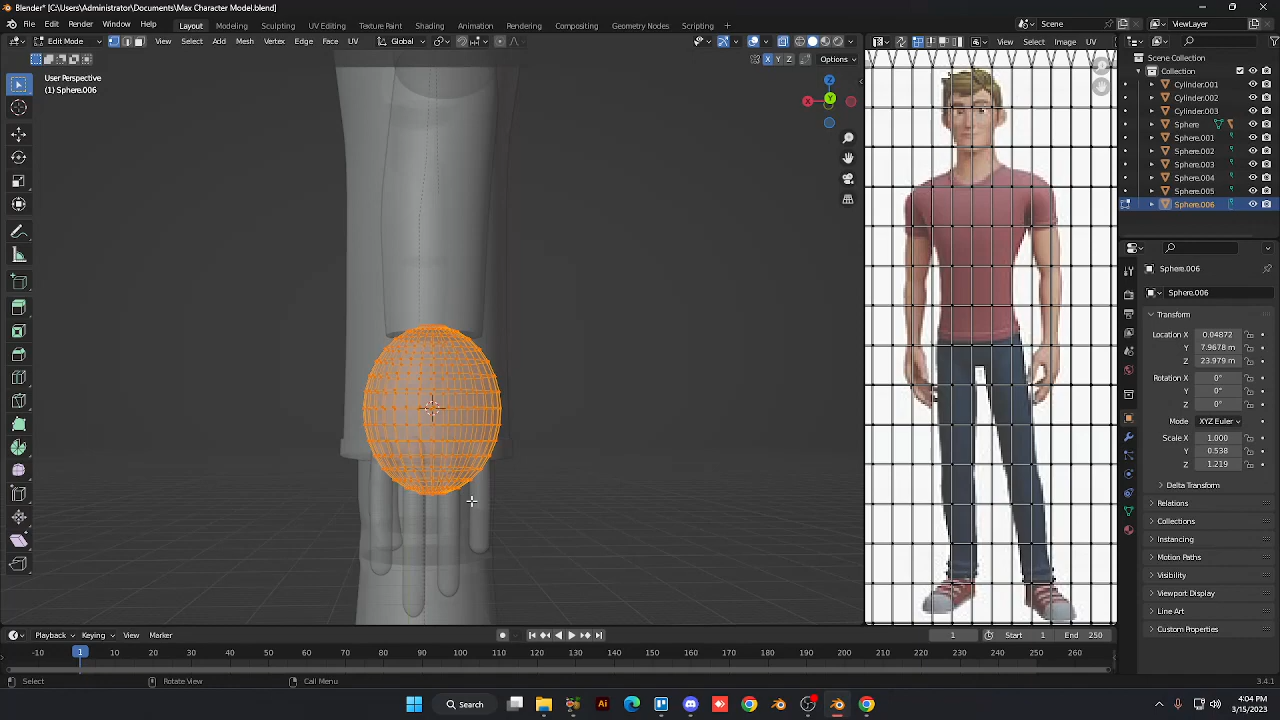 Blender* [C:\Users\Administrator\Documents\Max Character Model.blend]
File Edit Render Window Help Layout Modeling Sculpting UV Editing Texture Paint Shading Animation Rendering Compositing Geometry Nodes Scripting Scene ViewLayer
Edit Mode View Select Add Mesh Vertex Edge Face UV Global View Select Image UV
X Y Z Options
User Perspective
(1) Sphere.006
Z
Y
X
Scene Collection
Collection
Cylinder.001
Cylinder.002
Cylinder.003
Sphere
Sphere.001
Sphere.002
Sphere.003
Sphere.004
Sphere.005
Sphere.006
Sphere.006
Sphere.006
Transform
Location X 0.04872
Y 7.9678 m
Z 23.979 m
Rotation X 0°
Y 0°
Z 0°
Mode XYZ Euler
Scale X 1.000
Y 0.538
Z 1.219
Delta Transform
Relations
Collections
Instancing
Motion Paths
Visibility
Viewport Display
Line Art
Custom Properties
Playback Keying View Marker 1 Start 1 End 250
-10 1 10 20 30 40 50 60 70 80 90 100 110 120 130 140 150 160 170 180 190 200 210 220 230 240 250 260
Select Rotate View Call Menu 3.4.1
Ai Search
4:04 PM
3/15/2023